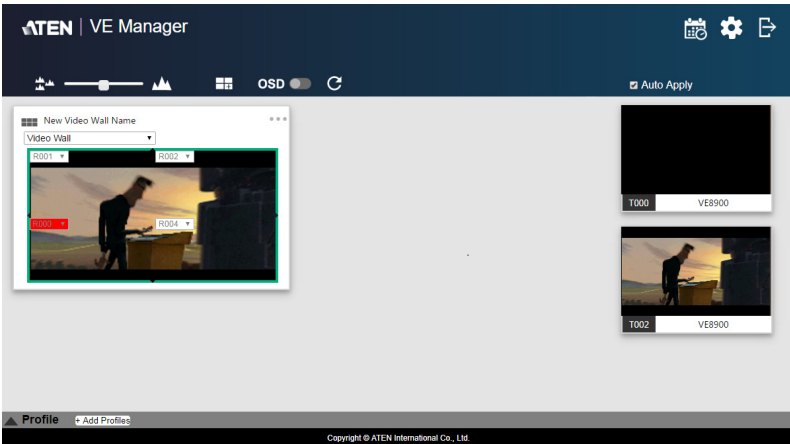 ATEN VE Manager
OSD
Auto Apply
New Video Wall Name
Video Wall
R001 R002
R000 R004
T000 VE8900
T002 VE8900
Profile + Add Profiles
Copyright © ATEN International Co., Ltd.